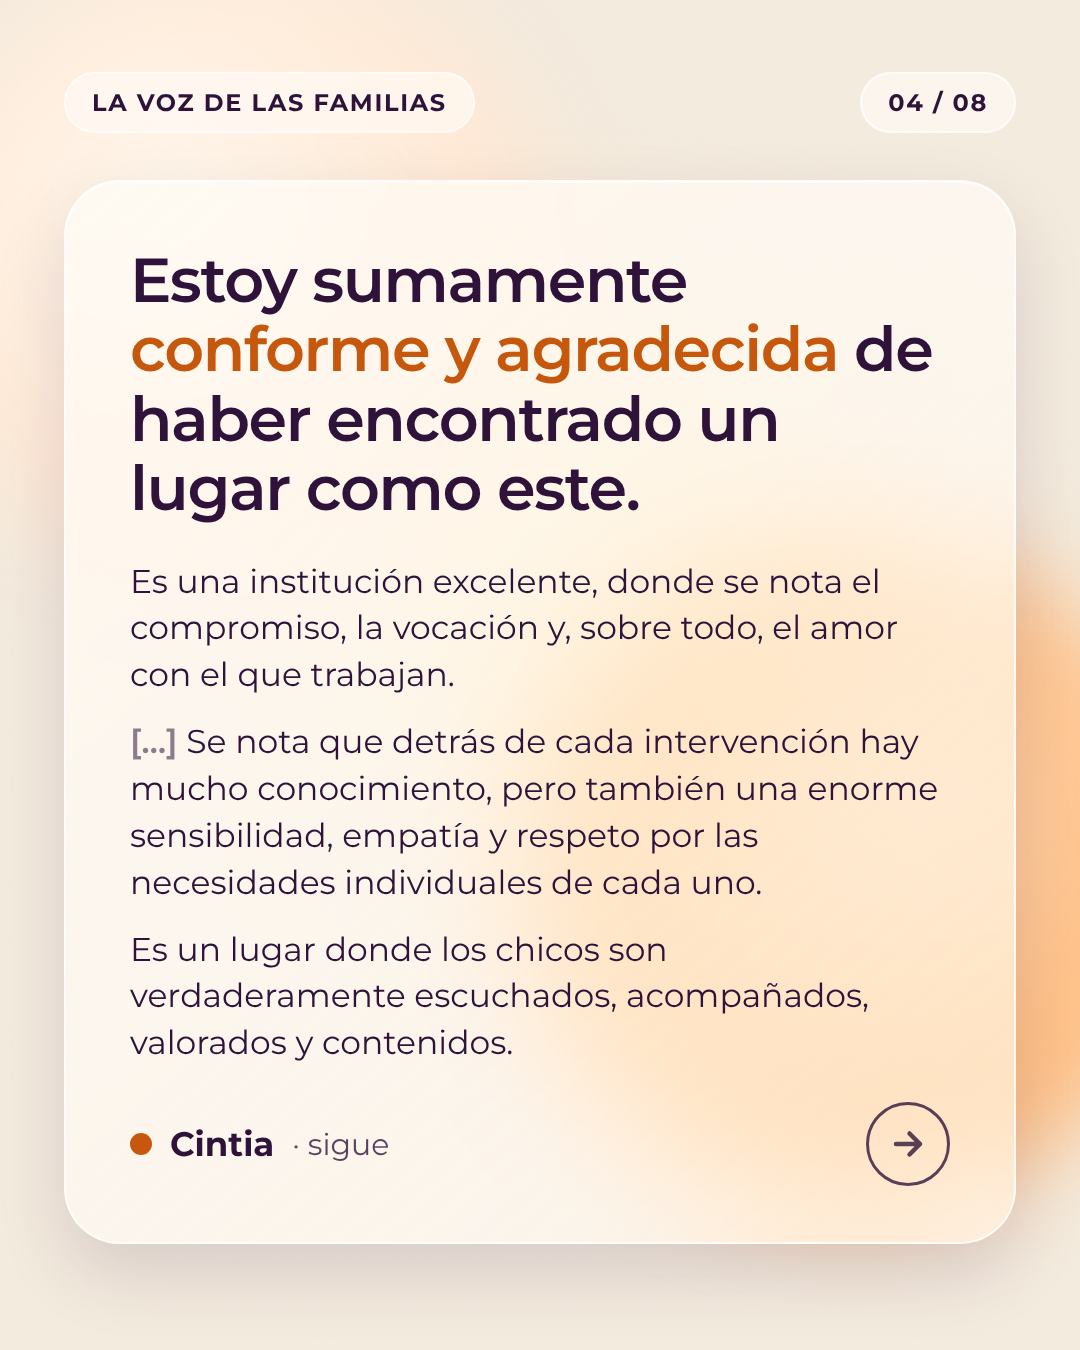 LA VOZ DE LAS FAMILIAS
04 / 08
Estoy sumamente
conforme y agradecida de
haber encontrado un
lugar como este.
Es una institución excelente, donde se nota el
compromiso, la vocación y, sobre todo, el amor
con el que trabajan.
[...] Se nota que detrás de cada intervención hay
mucho conocimiento, pero también una enorme
sensibilidad, empatía y respeto por las
necesidades individuales de cada uno.
Es un lugar donde los chicos son
verdaderamente escuchados, acompañados,
valorados y contenidos.
Cintia · sigue